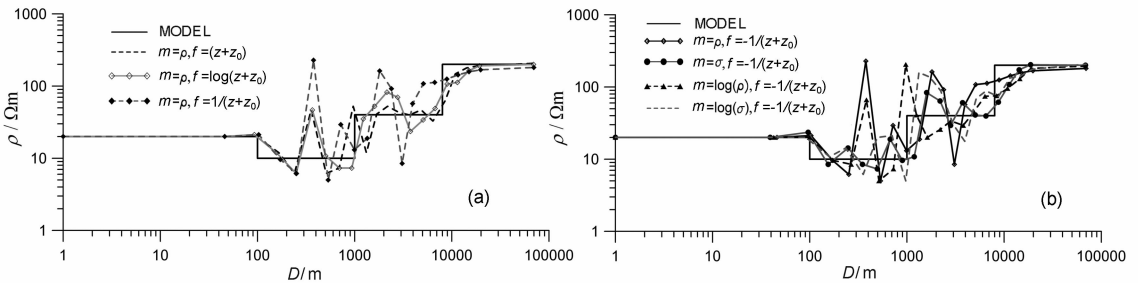 1000
100
10
1
ρ / Ωm
MODEL
m=ρ, f=(z+z₀)
m=ρ, f=log(z+z₀)
m=ρ, f=1/(z+z₀)
(a)
1 10 100 1000 10000 100000
D/m
1000
100
10
1
ρ / Ωm
MODEL
m=ρ, f=-1/(z+z₀)
m=σ, f=-1/(z+z₀)
m=log(ρ), f=-1/(z+z₀)
m=log(σ), f=-1/(z+z₀)
(b)
1 10 100 1000 10000 100000
D/m